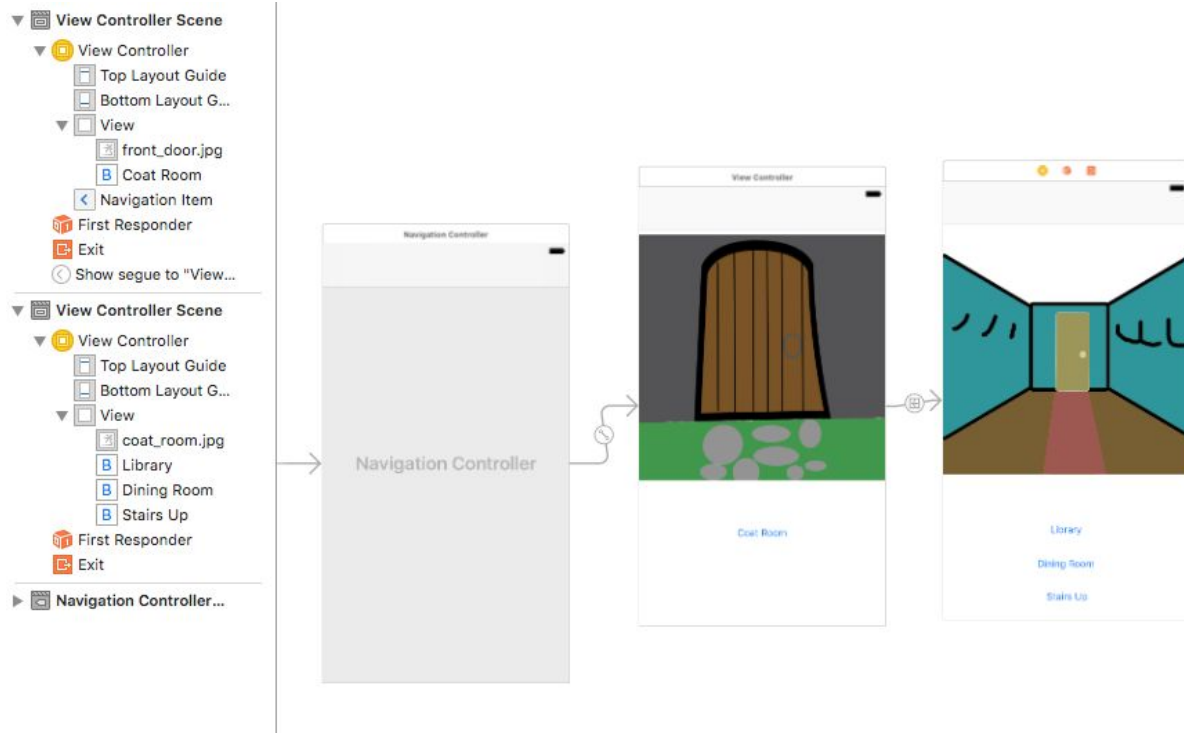 View Controller Scene
View Controller
Top Layout Guide
Bottom Layout G...
View
front_door.jpg
B Coat Room
Navigation Item
First Responder
Exit
Show segue to "View...
View Controller Scene
View Controller
Top Layout Guide
Bottom Layout G...
View
coat_room.jpg
B Library
B Dining Room
B Stairs Up
First Responder
Exit
Navigation Controller...
Navigation Controller
Navigation Controller
View Controller
Coat Room
Library
Dining Room
Stairs Up